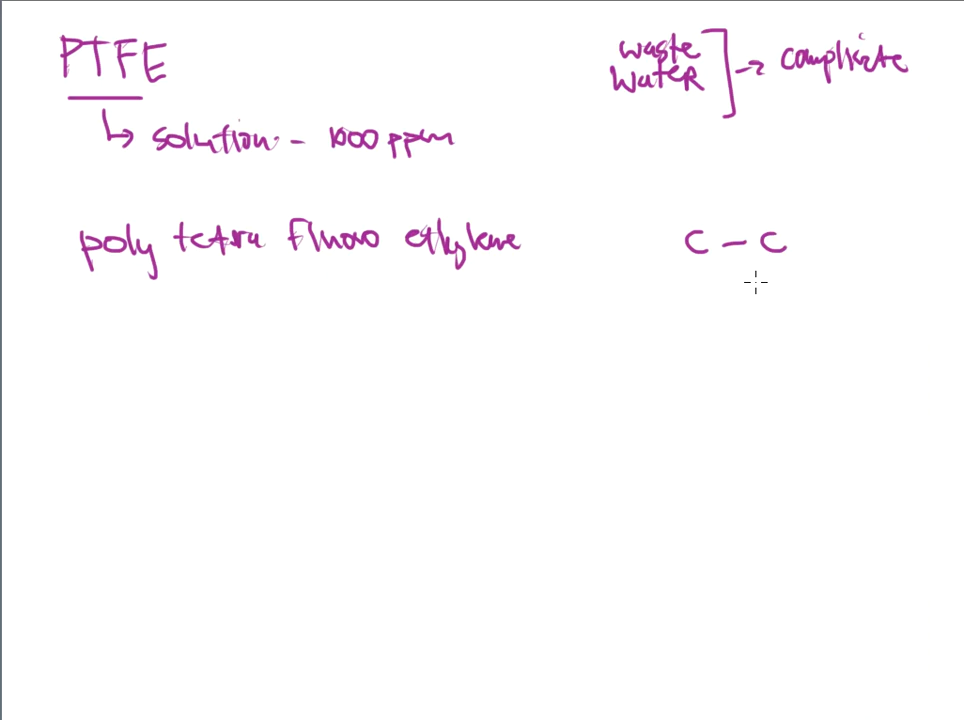 PTFE
↳ solution - 1000 ppm
waste
water ] → complicate
poly tetra fluoro ethylene
C - C